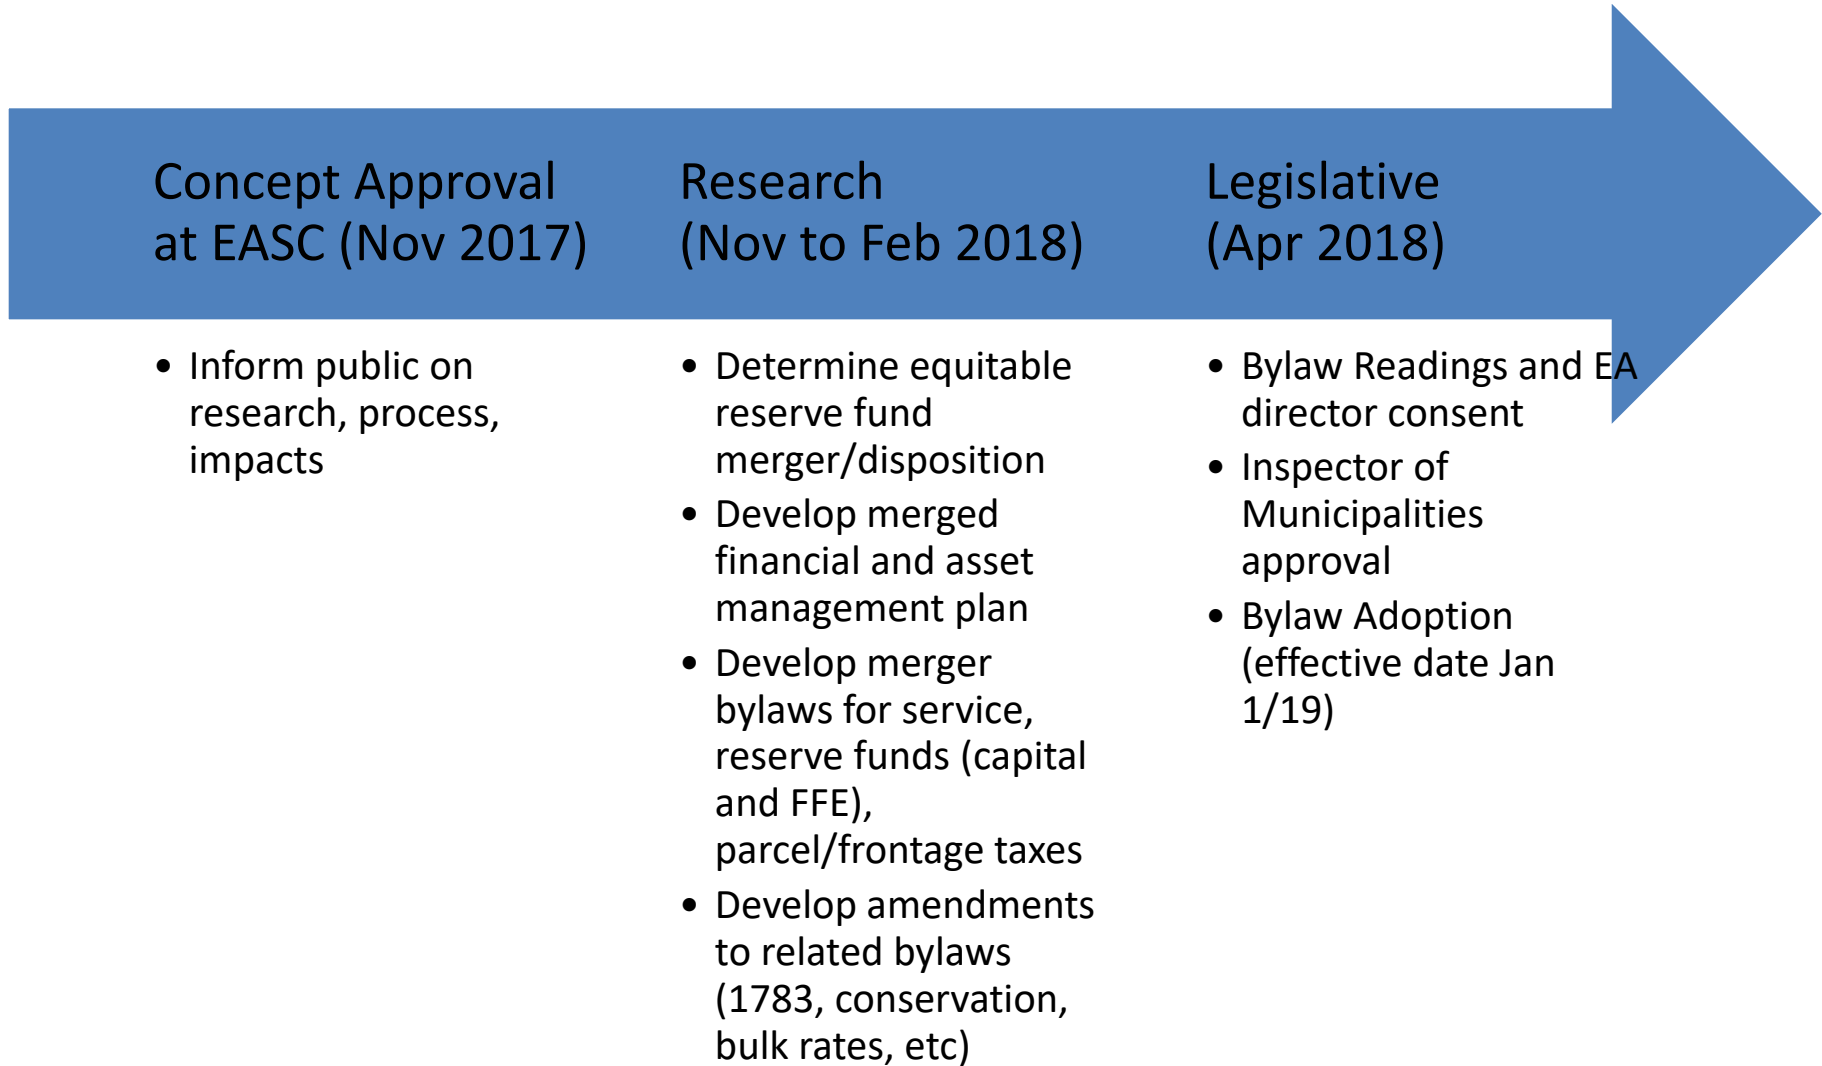 Concept Approval
at EASC (Nov 2017)
• Inform public on
research, process,
impacts
Research
(Nov to Feb 2018)
• Determine equitable
reserve fund
merger/disposition
• Develop merged
financial and asset
management plan
• Develop merger
bylaws for service,
reserve funds (capital
and FFE),
parcel/frontage taxes
• Develop amendments
to related bylaws
(1783, conservation,
bulk rates, etc)
Legislative
(Apr 2018)
• Bylaw Readings and EA
director consent
• Inspector of
Municipalities
approval
• Bylaw Adoption
(effective date Jan
1/19)